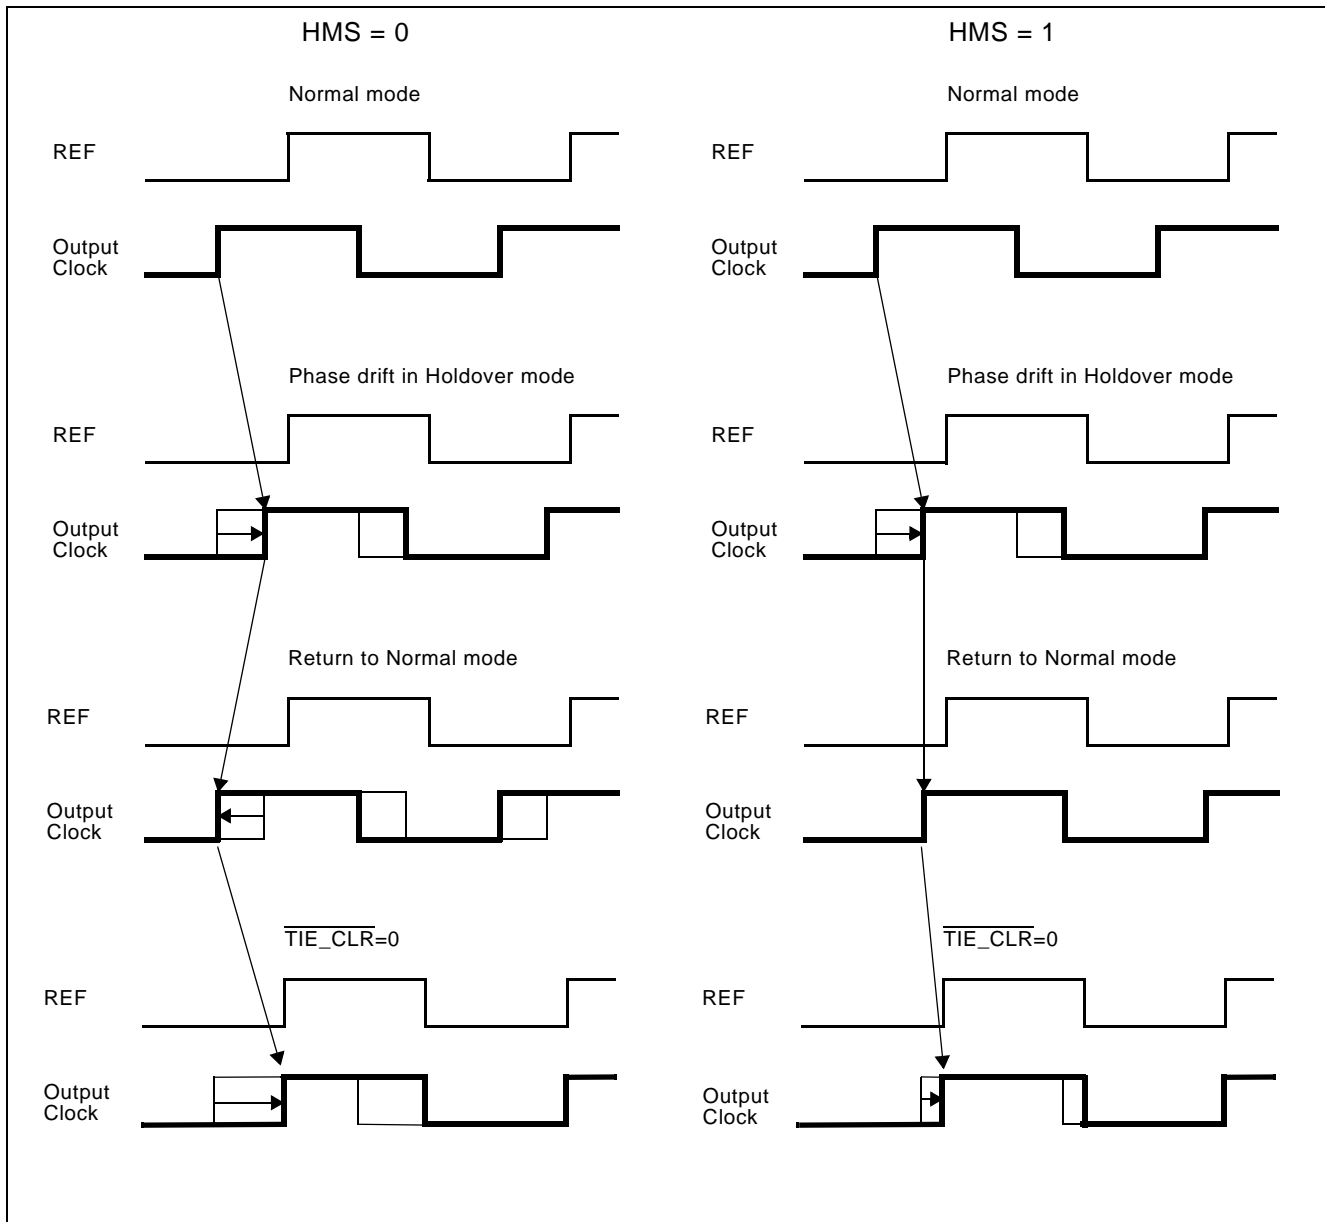 HMS = 0
Normal mode
REF
Output
Clock
Phase drift in Holdover mode
REF
Output
Clock
Return to Normal mode
REF
Output
Clock
TIE_CLR=0
REF
Output
Clock
HMS = 1
Normal mode
REF
Output
Clock
Phase drift in Holdover mode
REF
Output
Clock
Return to Normal mode
REF
Output
Clock
TIE_CLR=0
REF
Output
Clock